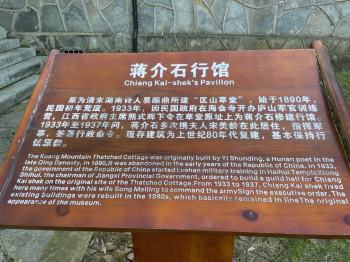 蒋介石行馆
Chiang Kai-shek's Pavilion
原为清末湖南诗人易顺鼎所建“匡山草堂”，始于1890年，
民国初年荒废。1933年，因民国政府在海会寺开办庐山军官训练
营，江西省政府主席熊式辉下令在草堂原址上为蒋介石修建行馆。
1933年至1937年间，蒋介石多次携夫人宋美龄在此居住，指挥军
事，签署行政命令。现存建筑为上世纪80年代复建，基本保持行
馆原貌。
The Kuang Mountain Thatched Cottage was originally built by Yi Shunding, a Hunan poet in the
late Qing Dynasty, in 1890,it was abandoned in the early years of the Republic of China. In 1933,
the government of the Republic of China started Lushan military training in Haihui Temple.Xiong
Shihui, the chairman of Jiangxi Provincial Government, ordered to build a guild hall for Chiang
Kai shek on the original site of the Thatched Cottage.From 1933 to 1937, Chiang Kai shek lived
here many times with his wife Song Meiling to command the armySign the executive order. The
existing buildings were rebuilt in the 1980s, which basically remained in lineThe original
appearance of the museum.